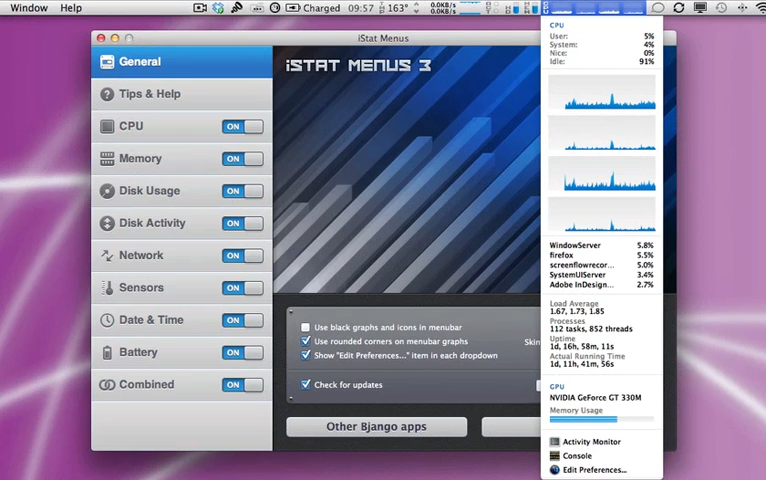 Window Help
Charged 09:57 163° 0.0KB/s
0.0KB/s
iStat Menus
General
Tips & Help
CPU ON
Memory ON
Disk Usage ON
Disk Activity ON
Network ON
Sensors ON
Date & Time ON
Battery ON
Combined ON
iSTAT MENUS 3
Use black graphs and icons in menubar
Use rounded corners on menubar graphs
Skin
Show "Edit Preferences..." item in each dropdown
Check for updates
Other Bjango apps
CPU
User: 5%
System: 4%
Nice: 0%
Idle: 91%
WindowServer 5.8%
firefox 5.5%
screenflowrecor... 5.0%
SystemUIServer 3.4%
Adobe InDesign... 2.7%
Load Average
1.67, 1.73, 1.85
Processes
112 tasks, 852 threads
Uptime
1d, 16h, 58m, 11s
Actual Running Time
1d, 11h, 41m, 56s
GPU
NVIDIA GeForce GT 330M
Memory Usage
Activity Monitor
Console
Edit Preferences...